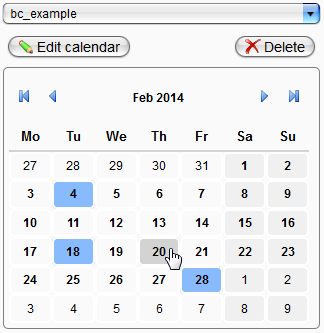 bc_example
Edit calendar Delete
Feb 2014
Mo Tu We Th Fr Sa Su
27 28 29 30 31 1 2
3 4 5 6 7 8 9
10 11 12 13 14 15 16
17 18 19 20 21 22 23
24 25 26 27 28 1 2
3 4 5 6 7 8 9